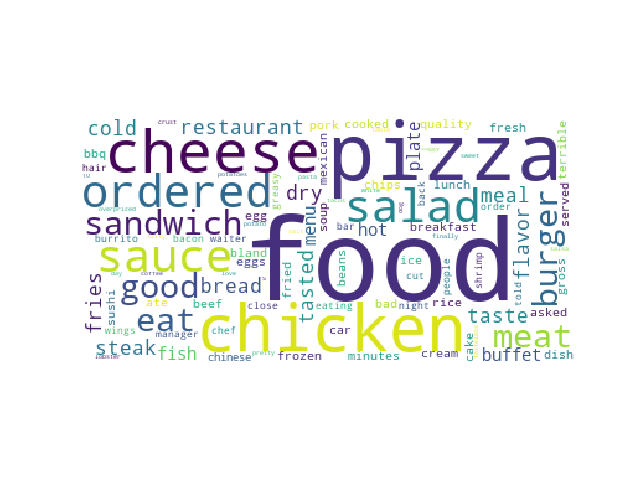 crust
cold
restaurant
pork
cooked
quality
fresh
cheese
pizza
bbq
hair
mexican
plate
terrible
potatoes
pasta
sweet
ordered
greasy
dry
chips
back
lunch
meal
served
sandwich
overpriced
egg
menu
soup
salad
order
flavor
burger
burrito
bacon
waiter
bar
hot
breakfast
finally
food
sauce
bland
eggs
fried
tasted
beans
ice
cut
people
shrimp
told
gross
fries
sushi
day
coffee
love
good
bread
rice
ate
beef
close
eating
bad
night
taste
asked
wings
eat
chef
manager
chicken
car
meat
steak
fish
chinese
pretty
frozen
minutes
cream
cake
buffet
dish